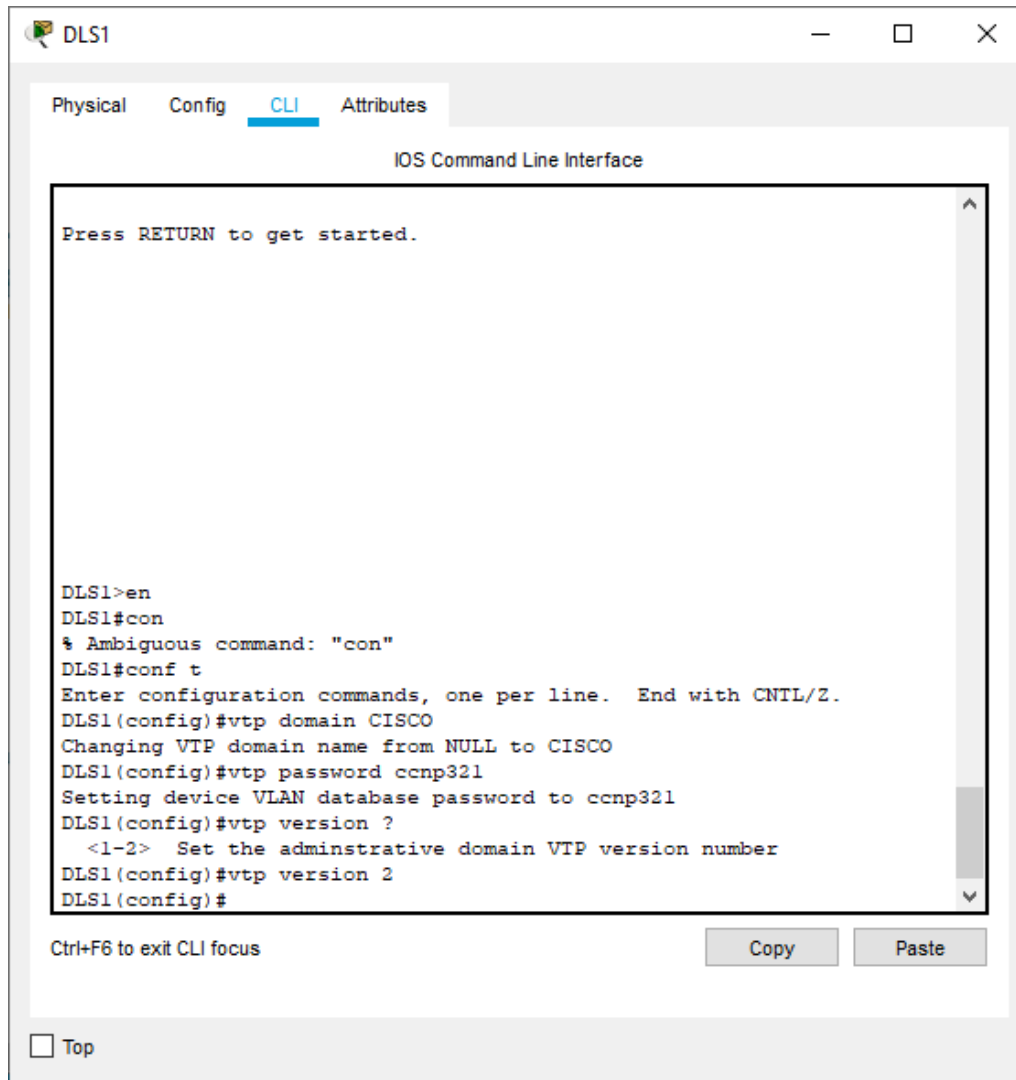 DLS1
Physical Config CLI Attributes
IOS Command Line Interface
Press RETURN to get started.
DLS1>en
DLS1#con
% Ambiguous command: "con"
DLS1#conf t
Enter configuration commands, one per line.  End with CNTL/Z.
DLS1(config)#vtp domain CISCO
Changing VTP domain name from NULL to CISCO
DLS1(config)#vtp password ccnp321
Setting device VLAN database password to ccnp321
DLS1(config)#vtp version ?
  <1-2>  Set the adminstrative domain VTP version number
DLS1(config)#vtp version 2
DLS1(config)#
Ctrl+F6 to exit CLI focus
Copy Paste
Top